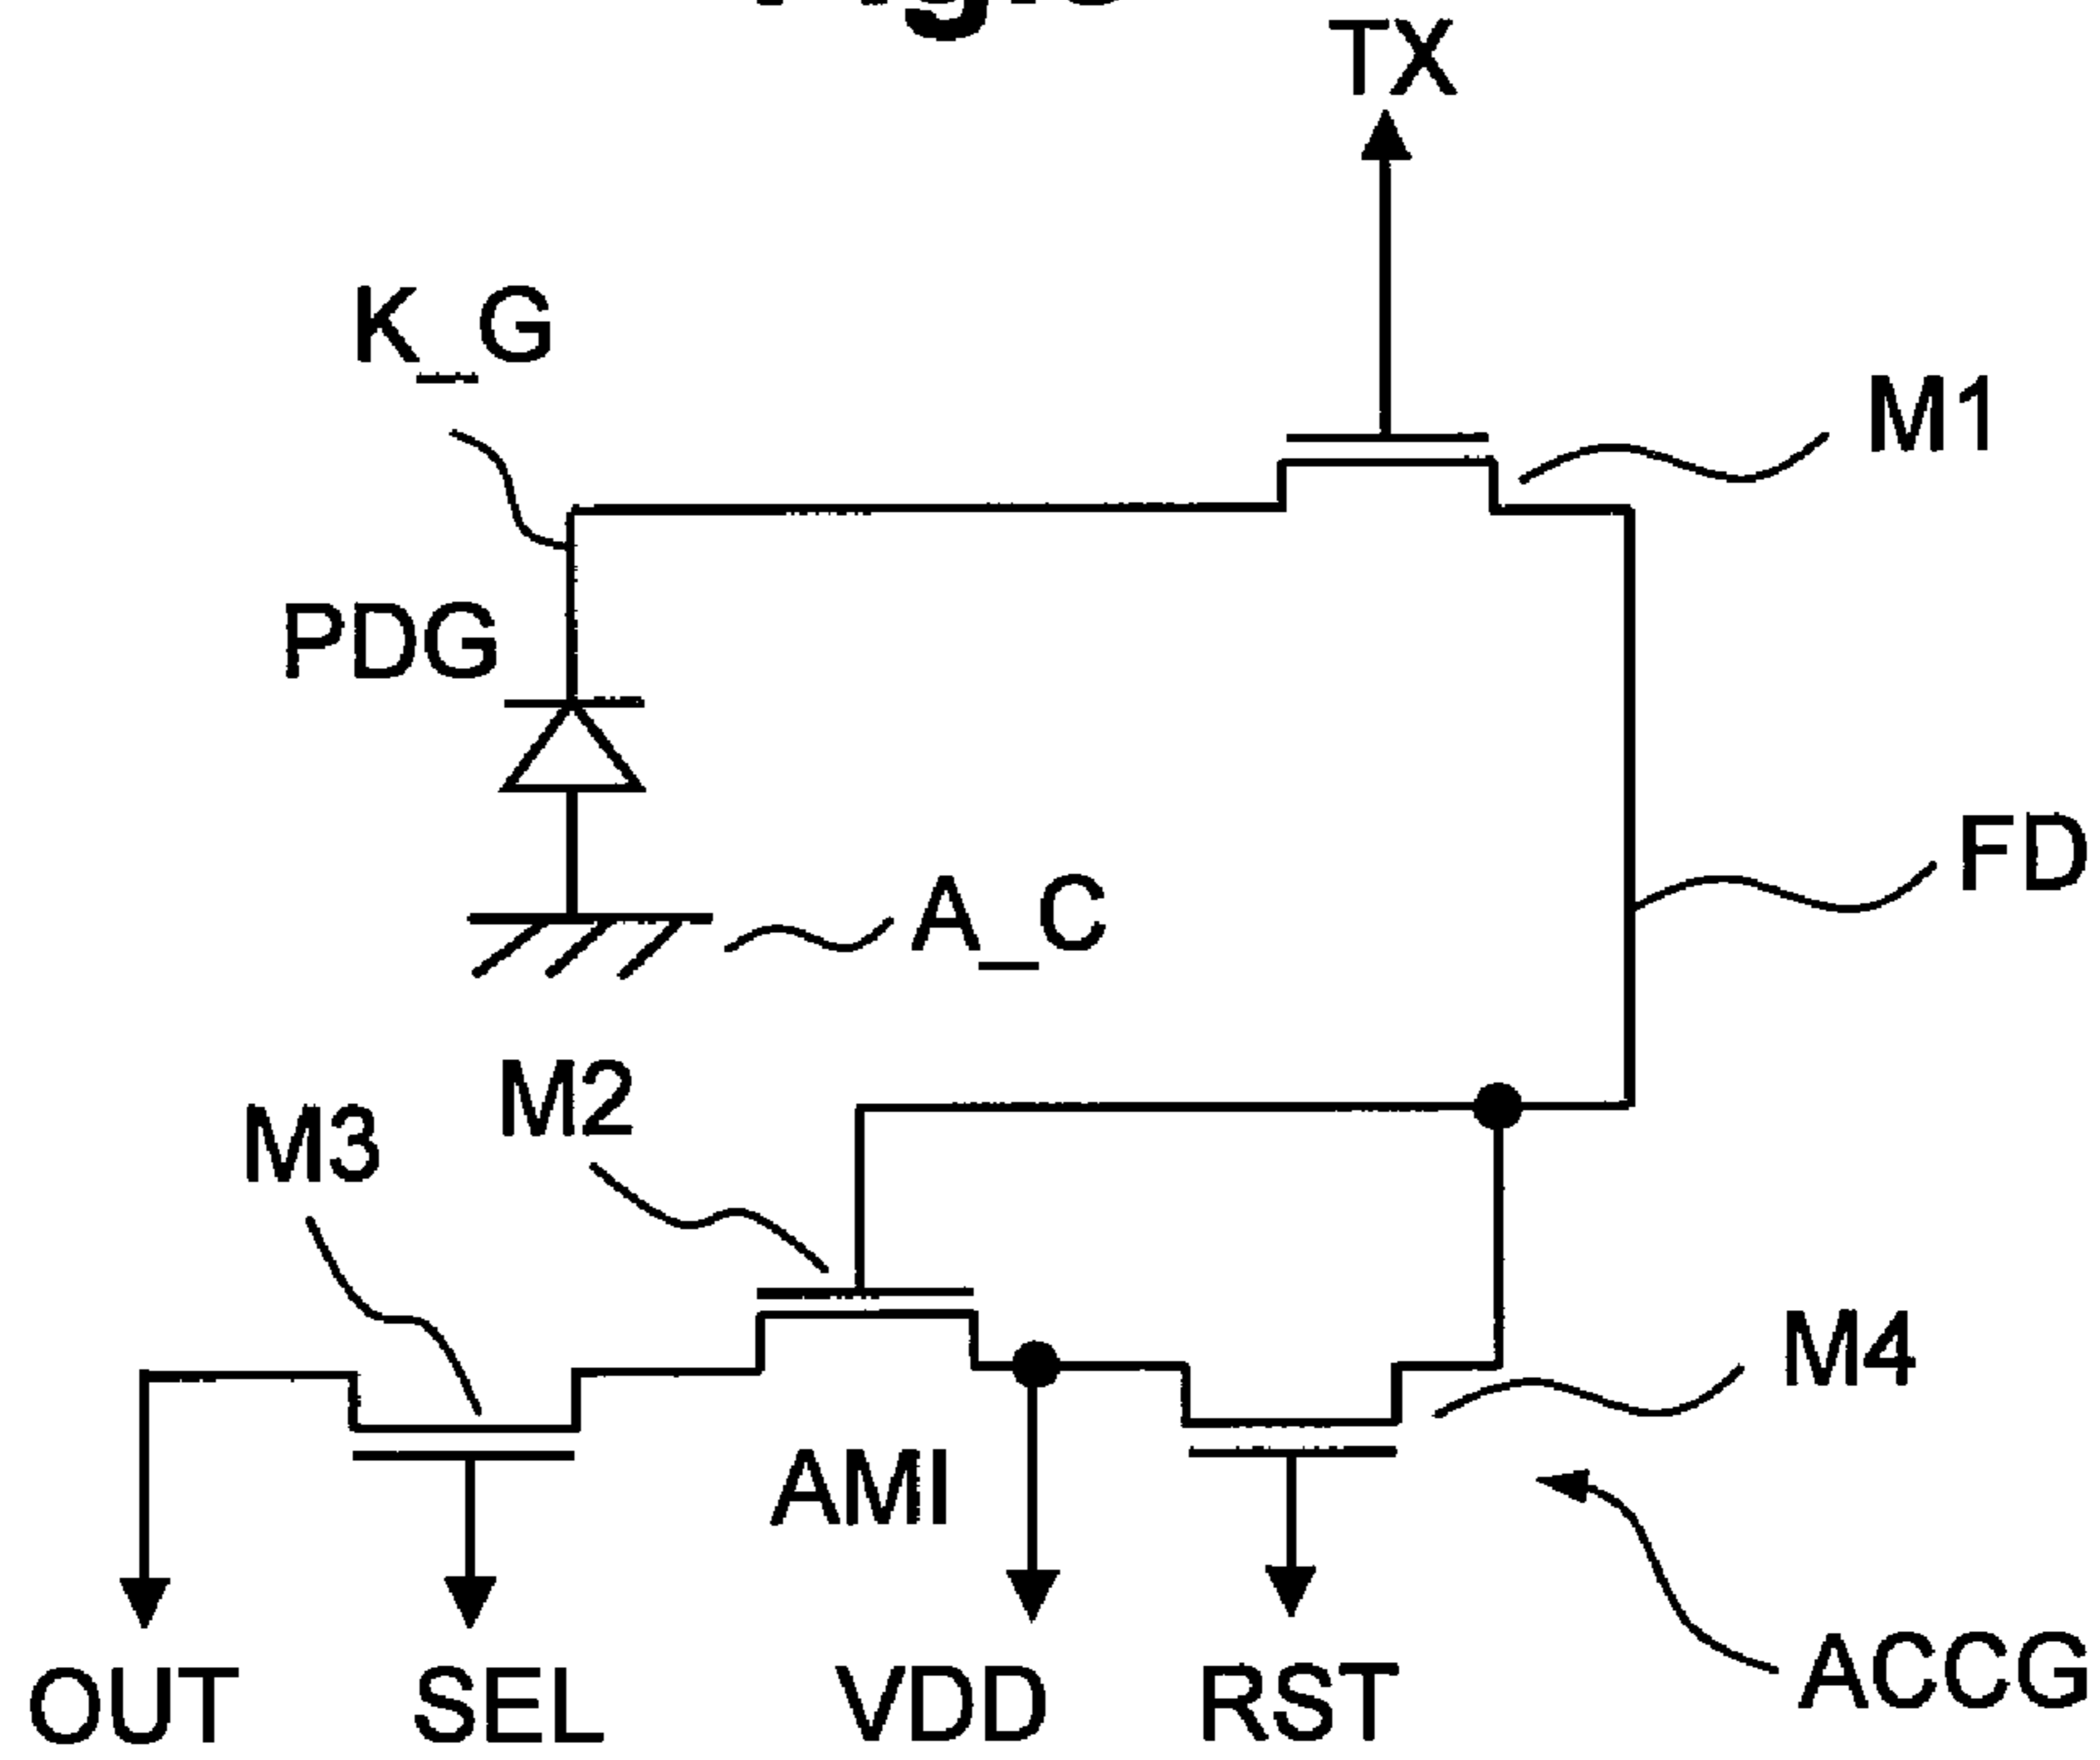 TX
K_G
M1
PDG
FD
A_C
M2
M3
M4
AMI
ACCG
OUT
SEL
VDD
RST